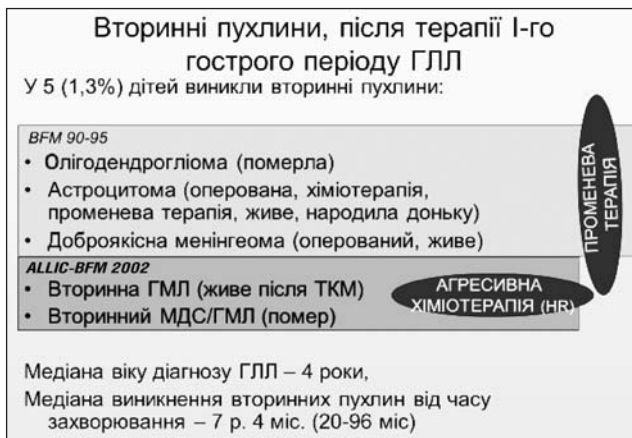 Вторинні пухлини, після терапії І-го
гострого періоду ГЛЛ
У 5 (1,3%) дітей виникли вторинні пухлини:
BFM 90-95
• Олігодендрогліома (померла)
• Астроцитома (оперована, хіміотерапія,
променева терапія, живе, народила доньку)
• Доброякісна менінгеома (оперований, живе)
ПРОМЕНЕВА
ТЕРАПІЯ
ALLIC-BFM 2002
• Вторинна ГМЛ (живе після ТКМ)
• Вторинний МДС/ГМЛ (помер)
АГРЕСИВНА
ХІМІОТЕРАПІЯ (HR)
Медіана віку діагнозу ГЛЛ – 4 роки,
Медіана виникнення вторинних пухлин від часу
захворювання – 7 р. 4 міс. (20-96 міс)